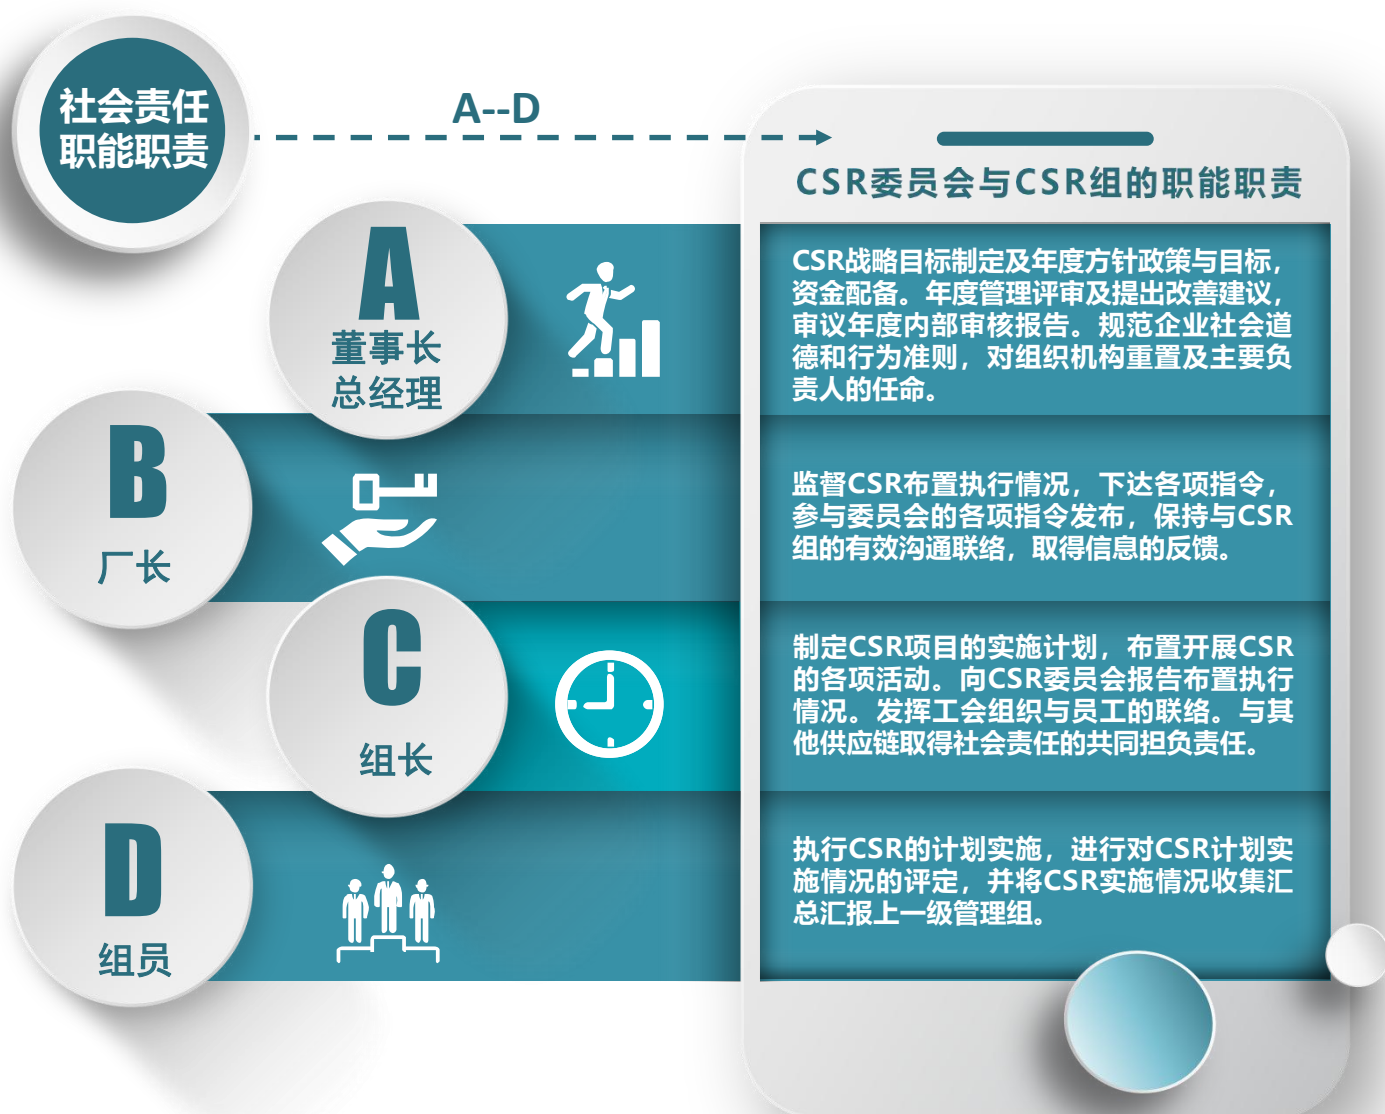 社会责任
职能职责
A--D
CSR委员会与CSR组的职能职责
A
董事长
总经理
CSR战略目标制定及年度方针政策与目标，
资金配备。年度管理评审及提出改善建议，
审议年度内部审核报告。规范企业社会道
德和行为准则，对组织机构重置及主要负
责人的任命。
B
厂长
监督CSR布置执行情况，下达各项指令，
参与委员会的各项指令发布，保持与CSR
组的有效沟通联络，取得信息的反馈。
C
组长
制定CSR项目的实施计划，布置开展CSR
的各项活动。向CSR委员会报告布置执行
情况。发挥工会组织与员工的联络。与其
他供应链取得社会责任的共同担负责任。
D
组员
执行CSR的计划实施，进行对CSR计划实
施情况的评定，并将CSR实施情况收集汇
总汇报上一级管理组。